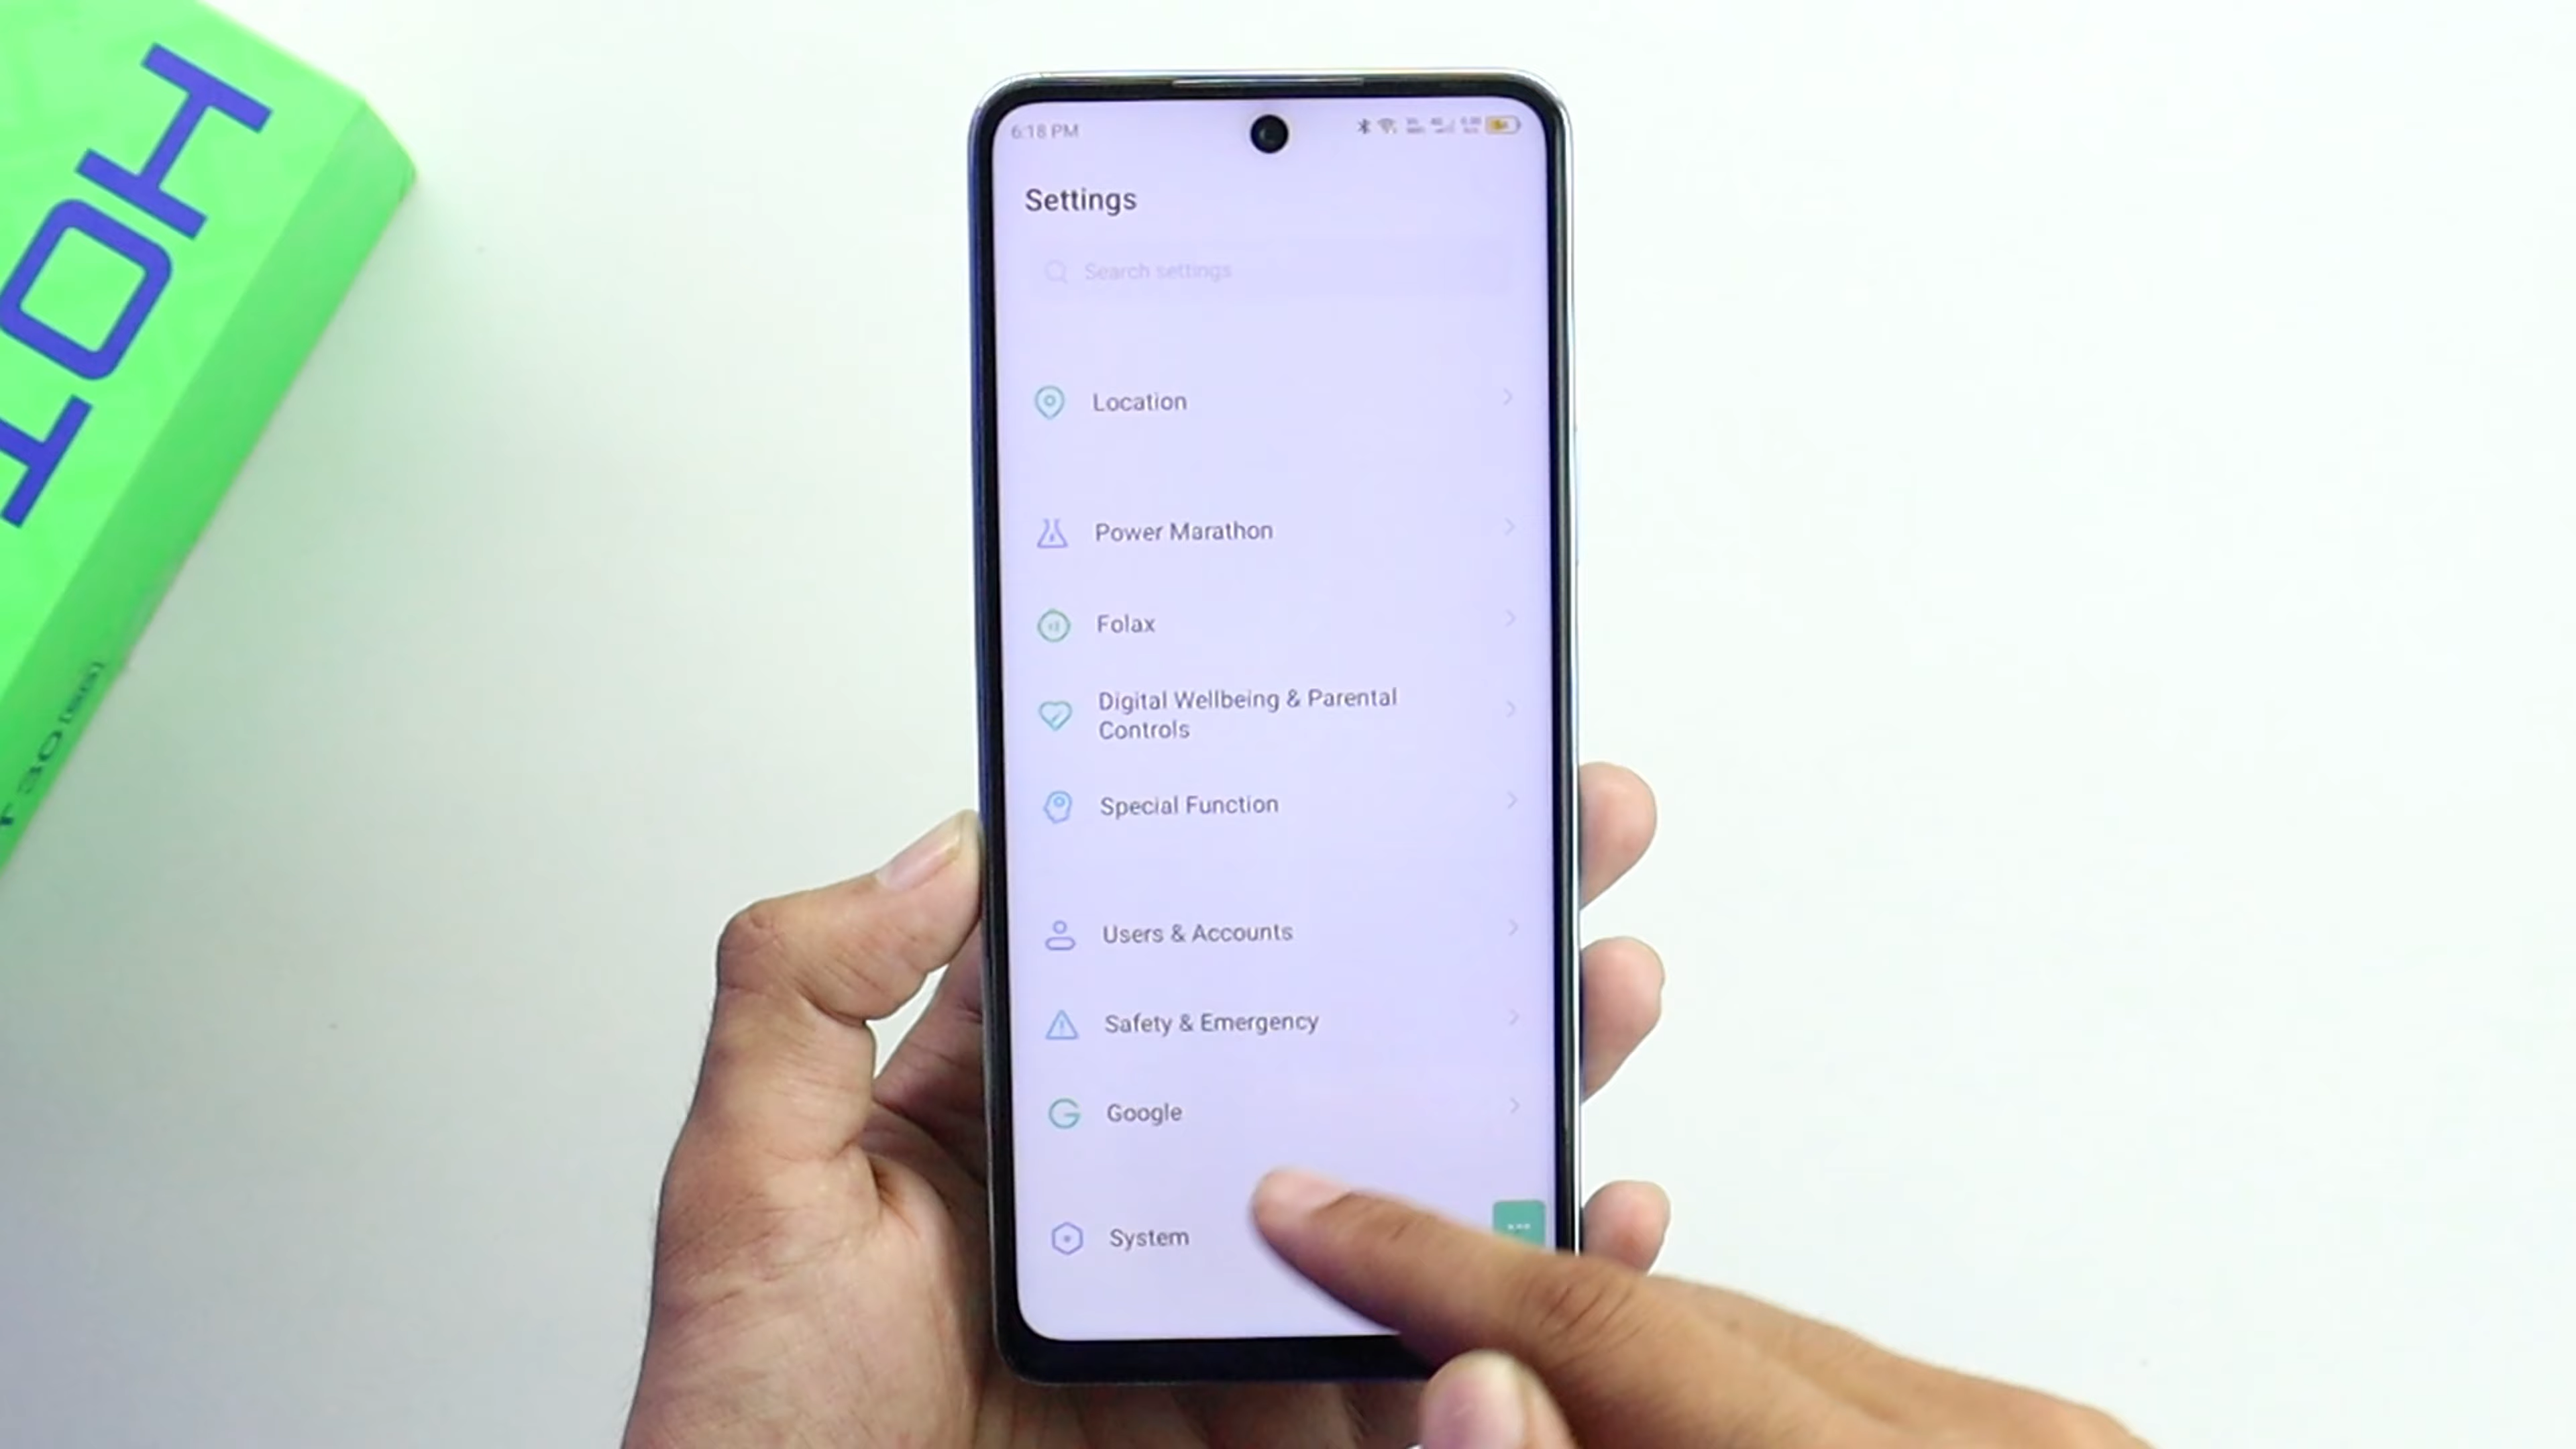 HOT
6:18 PM
Settings
Search settings
Location
Power Marathon
Folax
Digital Wellbeing & Parental
Controls
Special Function
Users & Accounts
Safety & Emergency
Google
System